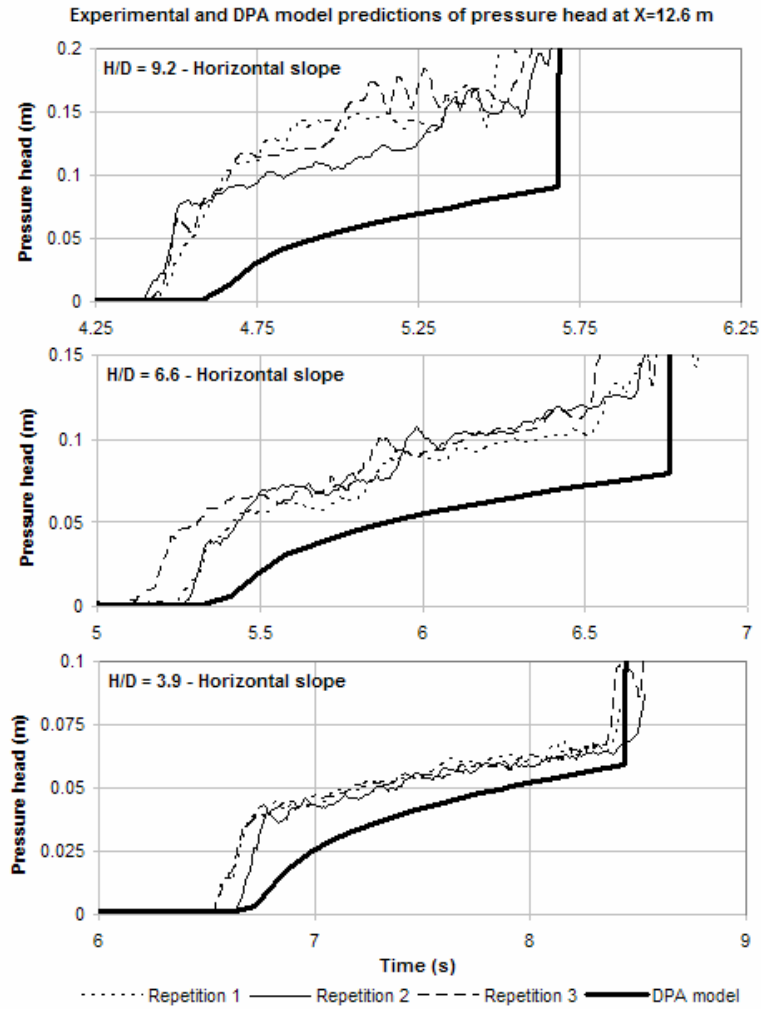 Experimental and DPA model predictions of pressure head at X=12.6 m
H/D = 9.2 - Horizontal slope
Pressure head (m)
0.2
0.15
0.1
0.05
0
4.25 4.75 5.25 5.75 6.25
H/D = 6.6 - Horizontal slope
Pressure head (m)
0.15
0.1
0.05
0
5 5.5 6 6.5 7
H/D = 3.9 - Horizontal slope
Pressure head (m)
0.1
0.075
0.05
0.025
0
6 7 8 9
Time (s)
Repetition 1 Repetition 2 Repetition 3 DPA model